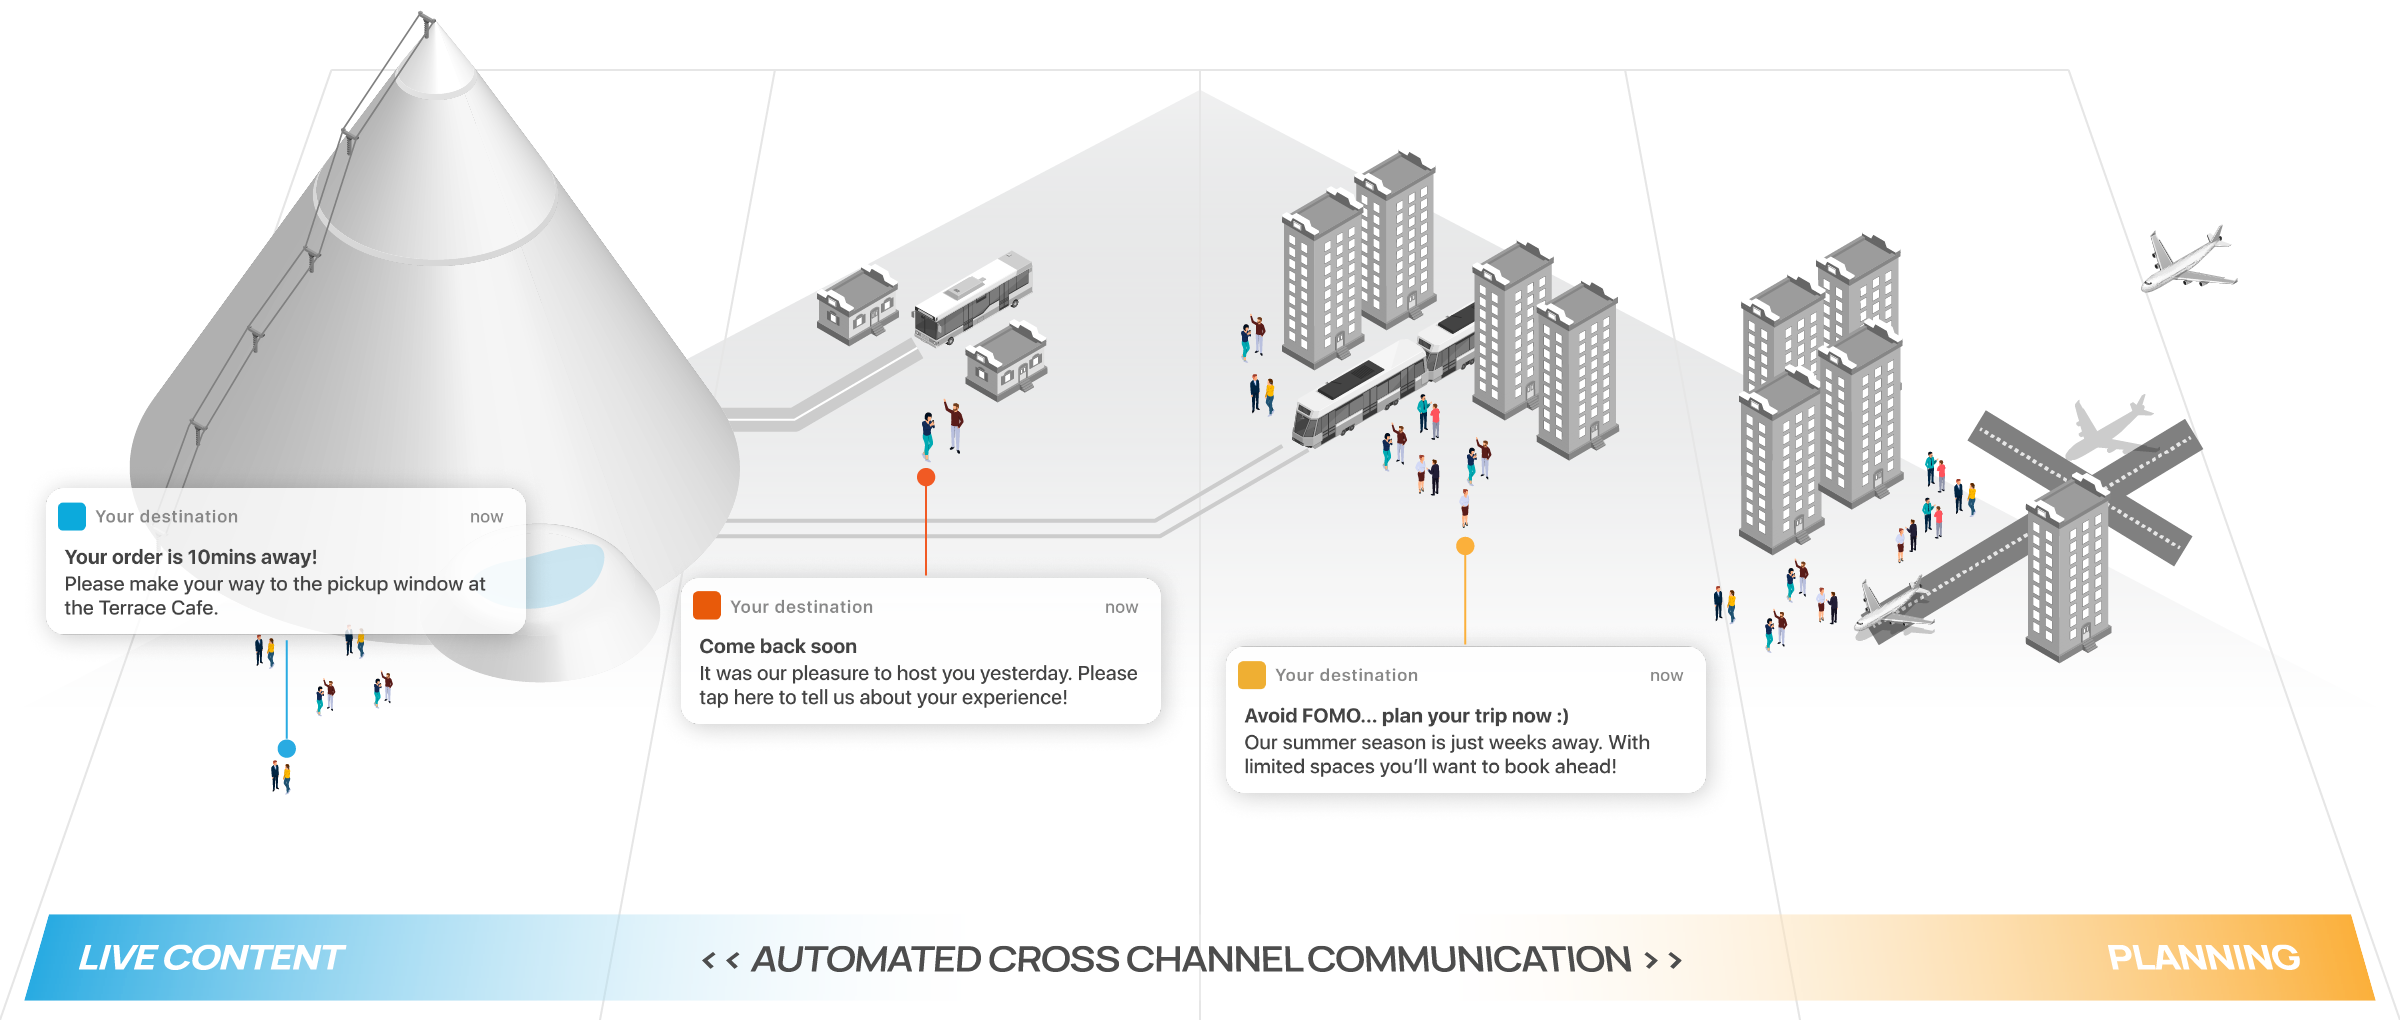 Your destination
now
Your order is 10mins away!
Please make your way to the pickup window at
the Terrace Cafe.
Your destination
now
Come back soon
It was our pleasure to host you yesterday. Please
tap here to tell us about your experience!
Your destination
now
Avoid FOMO... plan your trip now :)
Our summer season is just weeks away. With
limited spaces you'll want to book ahead!
LIVE CONTENT
< < AUTOMATED CROSS CHANNEL COMMUNICATION > >
PLANNING